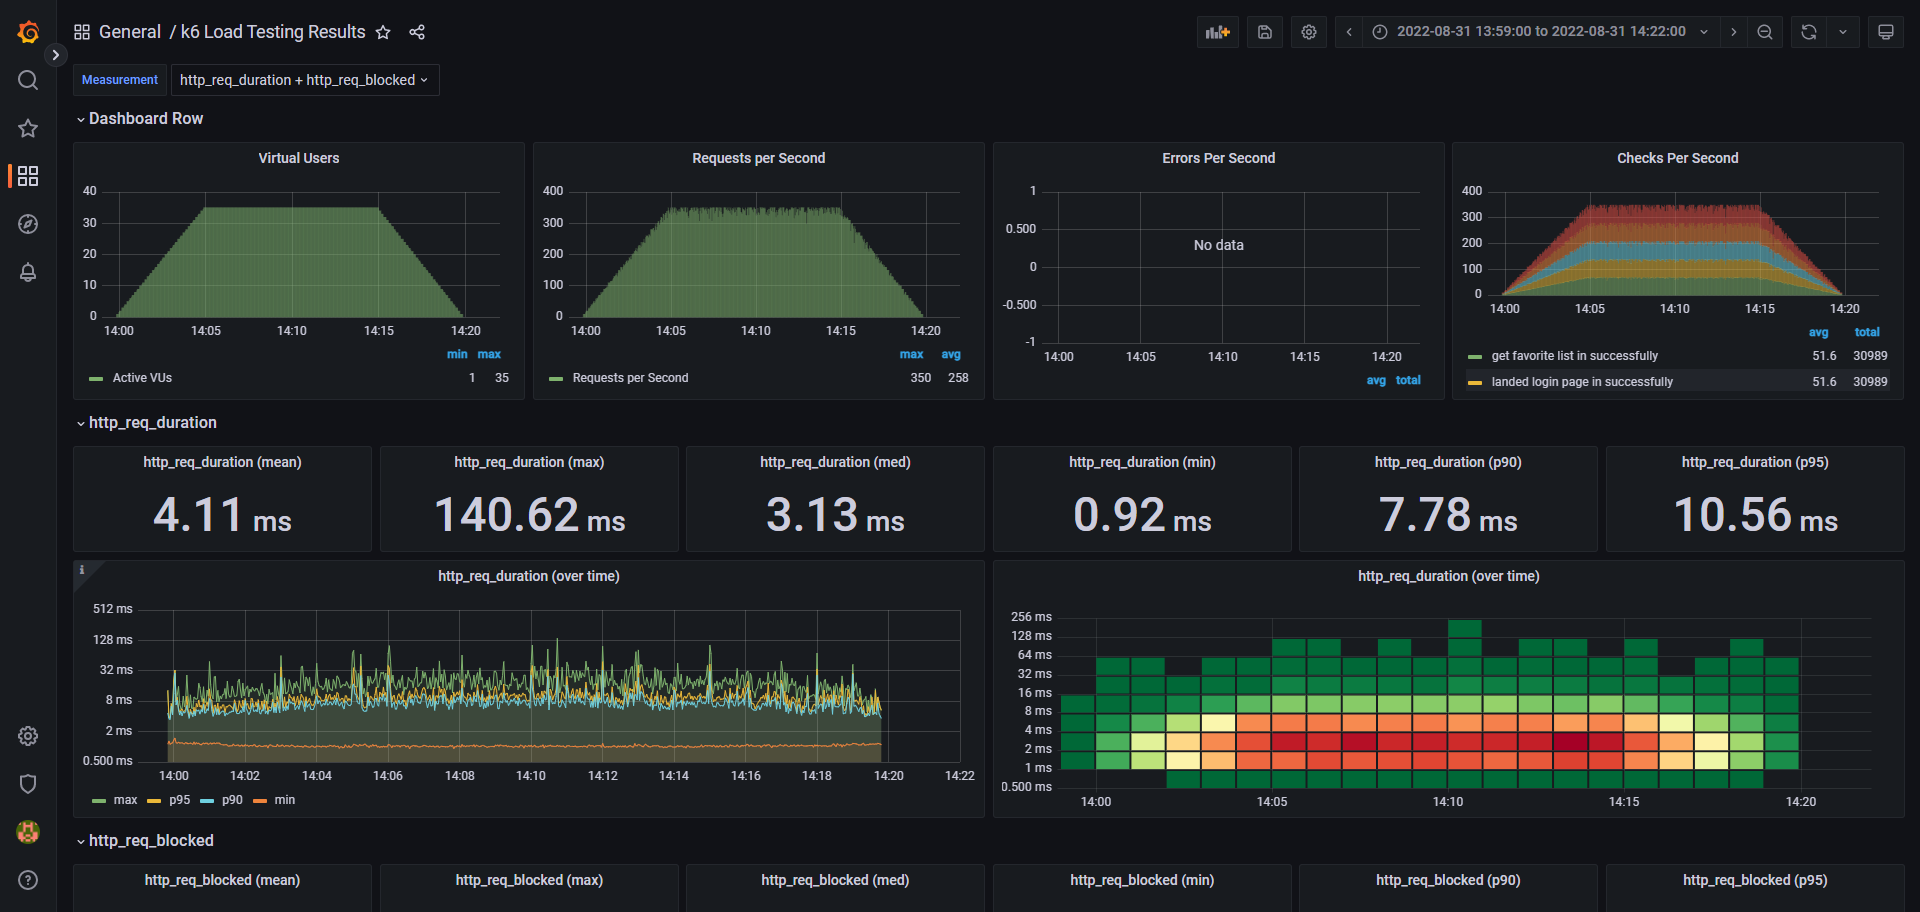 General / k6 Load Testing Results
2022-08-31 13:59:00 to 2022-08-31 14:22:00
Measurement
http_req_duration + http_req_blocked
Dashboard Row
Virtual Users
40
30
20
10
0
14:00 14:05 14:10 14:15 14:20
min max
Active VUs 1 35
Requests per Second
400
300
200
100
0
14:00 14:05 14:10 14:15 14:20
max avg
Requests per Second 350 258
Errors Per Second
1
0.500
0
-0.500
-1
No data
14:00 14:05 14:10 14:15 14:20
avg total
Checks Per Second
400
300
200
100
0
14:00 14:05 14:10 14:15 14:20
avg total
get favorite list in successfully 51.6 30989
landed login page in successfully 51.6 30989
http_req_duration
http_req_duration (mean)
4.11 ms
http_req_duration (max)
140.62 ms
http_req_duration (med)
3.13 ms
http_req_duration (min)
0.92 ms
http_req_duration (p90)
7.78 ms
http_req_duration (p95)
10.56 ms
i
http_req_duration (over time)
512 ms
128 ms
32 ms
8 ms
2 ms
0.500 ms
14:00 14:02 14:04 14:06 14:08 14:10 14:12 14:14 14:16 14:18 14:20 14:22
max p95 p90 min
http_req_duration (over time)
256 ms
128 ms
64 ms
32 ms
16 ms
8 ms
4 ms
2 ms
1 ms
0.500 ms
14:00 14:05 14:10 14:15 14:20
http_req_blocked
http_req_blocked (mean)
http_req_blocked (max)
http_req_blocked (med)
http_req_blocked (min)
http_req_blocked (p90)
http_req_blocked (p95)